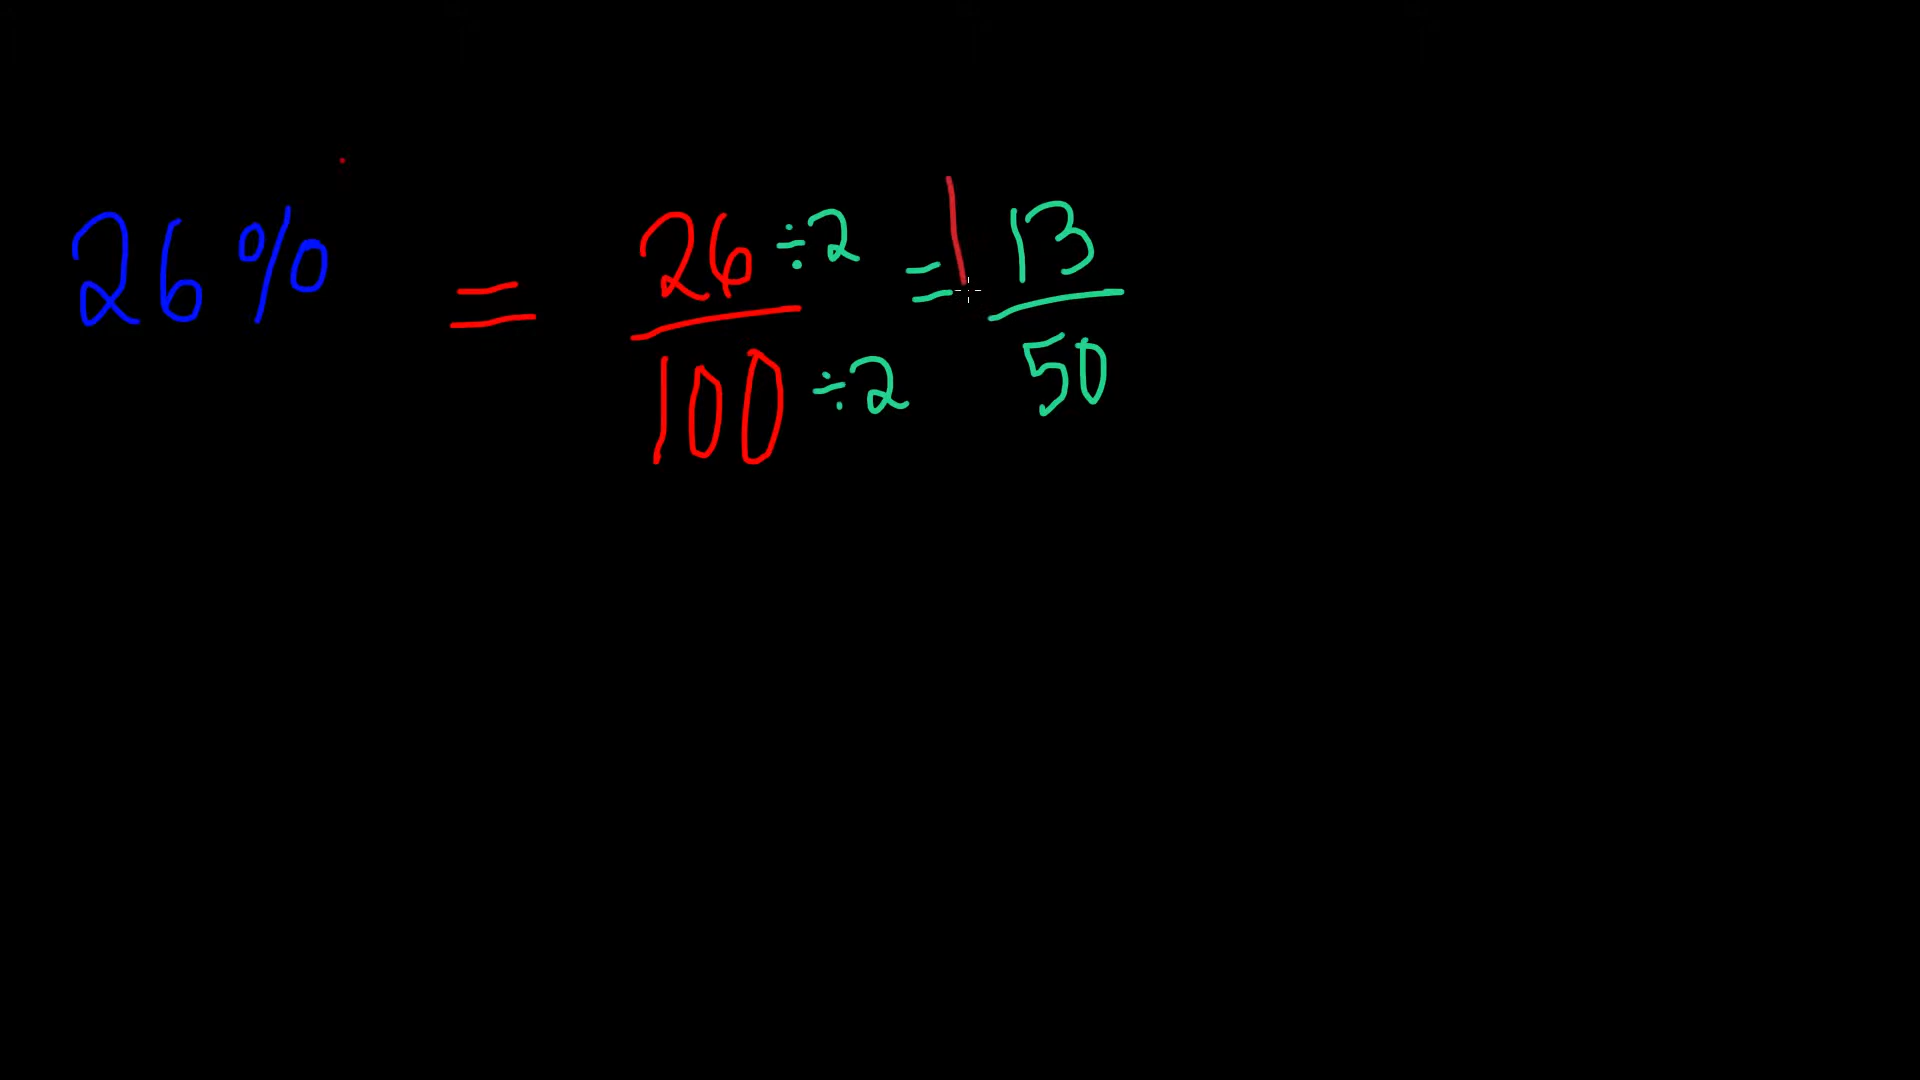 26% = 26 ÷2 / 100 ÷2 = 13 / 50